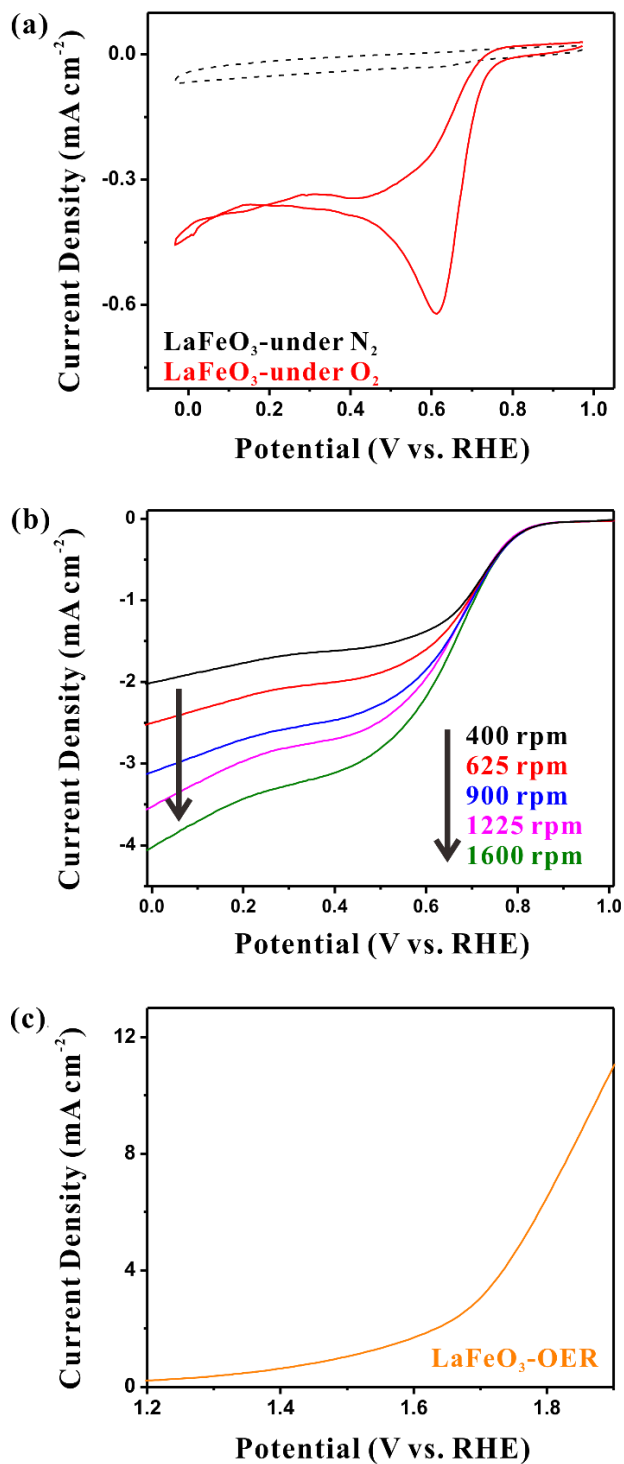 (a)
0.0
-0.3
-0.6
Current Density (mA cm⁻²)
LaFeO₃-under N₂
LaFeO₃-under O₂
0.0 0.2 0.4 0.6 0.8 1.0
Potential (V vs. RHE)
(b)
0
-1
-2
-3
-4
Current Density (mA cm⁻²)
400 rpm
625 rpm
900 rpm
1225 rpm
1600 rpm
0.0 0.2 0.4 0.6 0.8 1.0
Potential (V vs. RHE)
(c)
12
8
4
0
Current Density (mA cm⁻²)
LaFeO₃-OER
1.2 1.4 1.6 1.8
Potential (V vs. RHE)